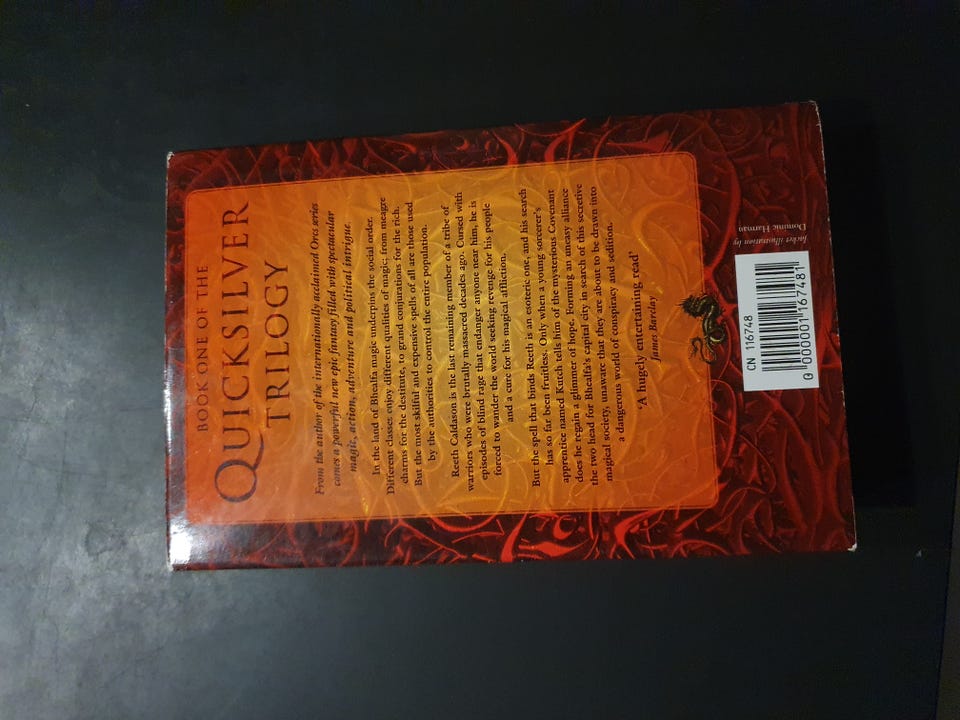 BOOK ONE OF THE
QUICKSILVER
TRILOGY
From the author of the internationally acclaimed Orcs series
comes a powerful new epic fantasy filled with spectacular
magic, action, adventure and political intrigue.
In the land of Bhealfa magic underpins the social order.
Different classes enjoy different qualities of magic; from meagre
charms for the destitute, to grand conjurations for the rich.
But the most skilful and expensive spells of all are those used
by the authorities to control the entire population.
Reeth Caldason is the last remaining member of a tribe of
warriors who were brutally massacred decades ago. Cursed with
episodes of blind rage that endanger anyone near him, he is
forced to wander the world seeking revenge for his people
and a cure for his magical affliction.
But the spell that binds Reeth is an esoteric one, and his search
has so far been fruitless. Only when a young sorcerer's
apprentice named Kutch tells him of the mysterious Covenant
does he regain a glimmer of hope. Forming an uneasy alliance
the two head for Bhealfa's capital city in search of this secretive
magical society, unaware that they are about to be drawn into
a dangerous world of conspiracy and sedition.
'A hugely entertaining read'
James Barclay
Jacket illustration by
Dominic Harman
CN 116748
0 000001 167481